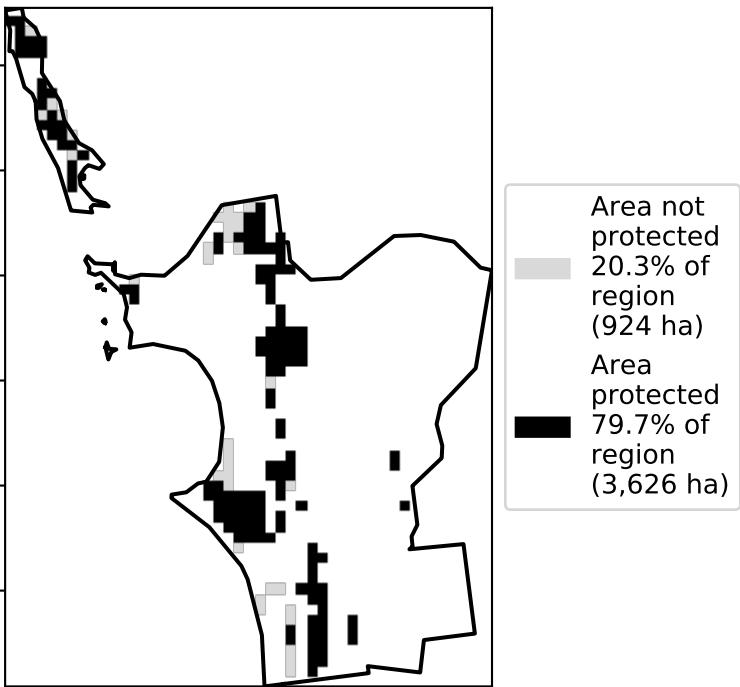 Area not
protected
20.3% of
region
(924 ha)
Area
protected
79.7% of
region
(3,626 ha)